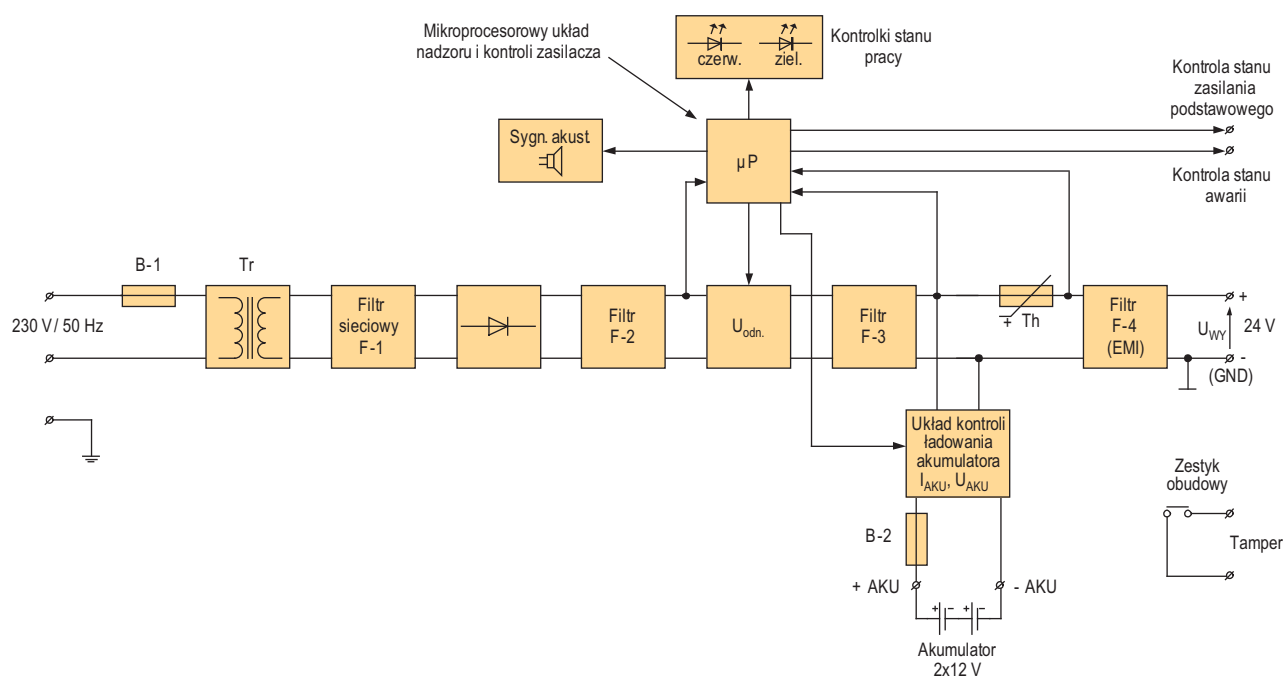 Mikroprocesorowy układ
nadzoru i kontroli zasilacza
czerw.
ziel.
Kontrolki stanu
pracy
Kontrola stanu
zasilania
podstawowego
Sygn. akust.
µP
Kontrola stanu
awarii
B-1
Tr
230 V/ 50 Hz
Filtr
sieciowy
F-1
Filtr
F-2
Uodn.
Filtr
F-3
+
Th
Filtr
F-4
(EMI)
+
UWY
24 V
-
(GND)
Układ kontroli
ładowania
akumulatora
IAKU, UAKU
B-2
+ AKU
- AKU
+ - + -
Akumulator
2x12 V
Zestyk
obudowy
Tamper